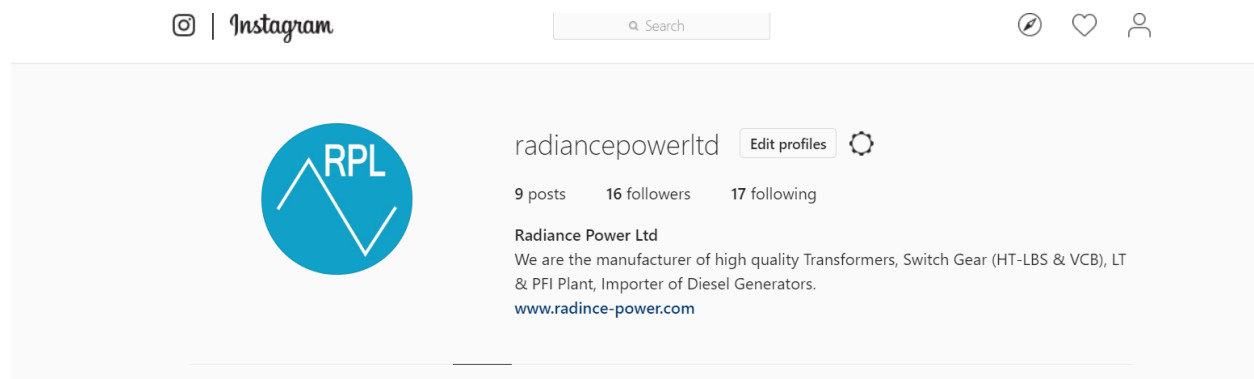 Instagram
Search
RPL
radiancepowerltd Edit profiles
9 posts 16 followers 17 following
Radiance Power Ltd
We are the manufacturer of high quality Transformers, Switch Gear (HT-LBS & VCB), LT
& PFI Plant, Importer of Diesel Generators.
www.radince-power.com